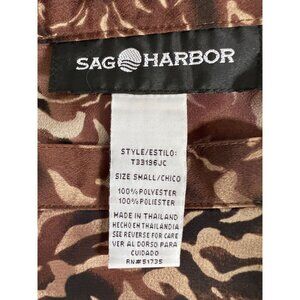 SAG HARBOR
STYLE/ESTILO:
TB3196JC
SIZE SMALL/CHICO
100% POLYESTER
100% POLIESTER
MADE IN THAILAND
HECHO EN THAILANDIA
SEE REVERSE FOR CARE
VER AL DORSO PARA
CUIDADO
RN#51735